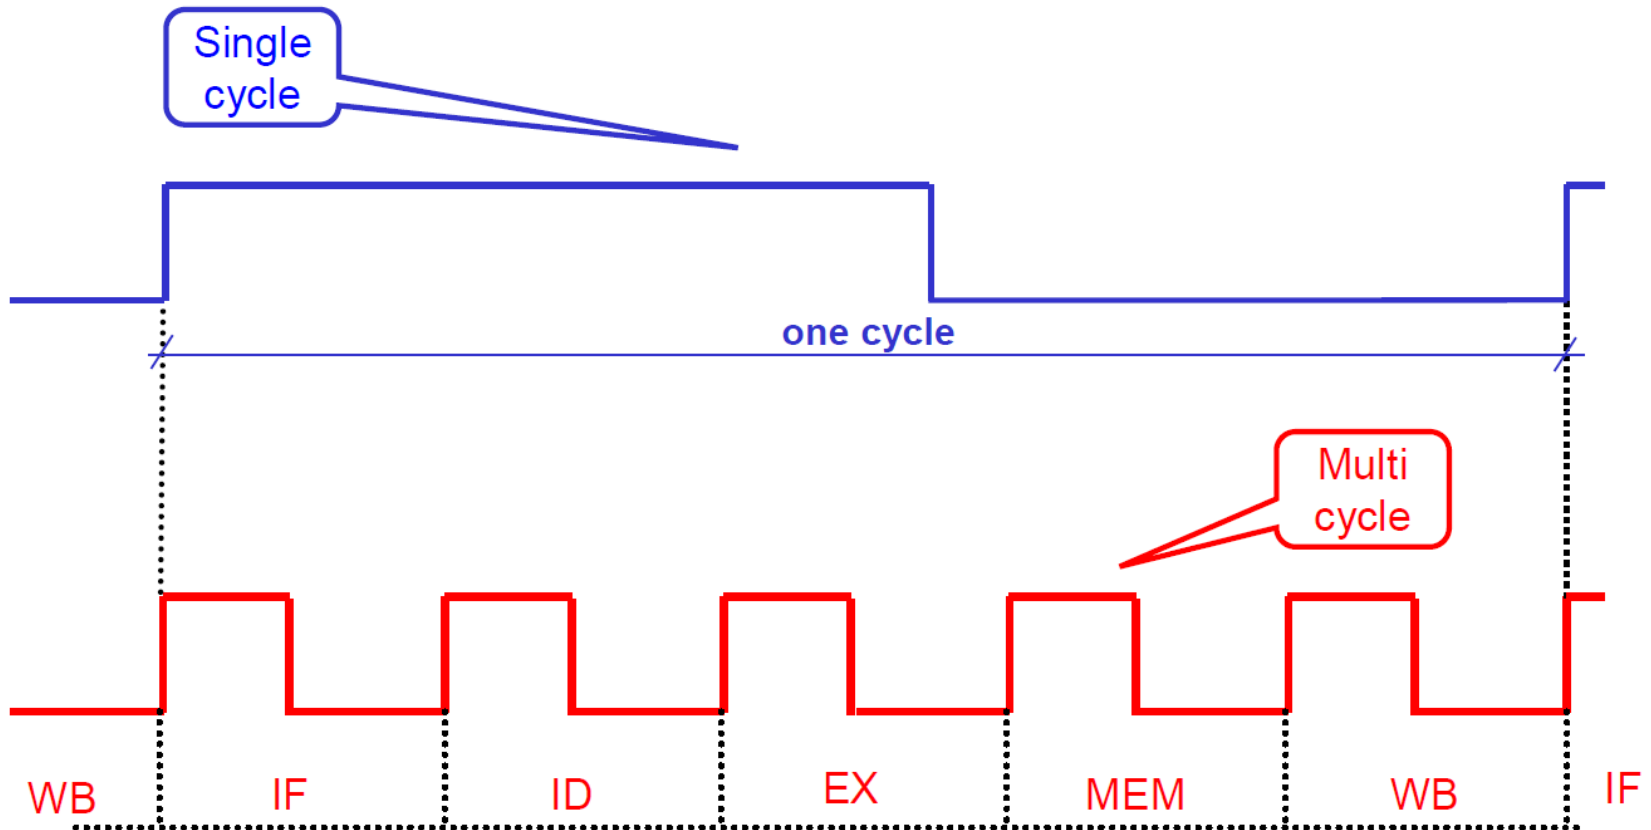 Single
cycle
one cycle
Multi
cycle
WB
IF
ID
EX
MEM
WB
IF